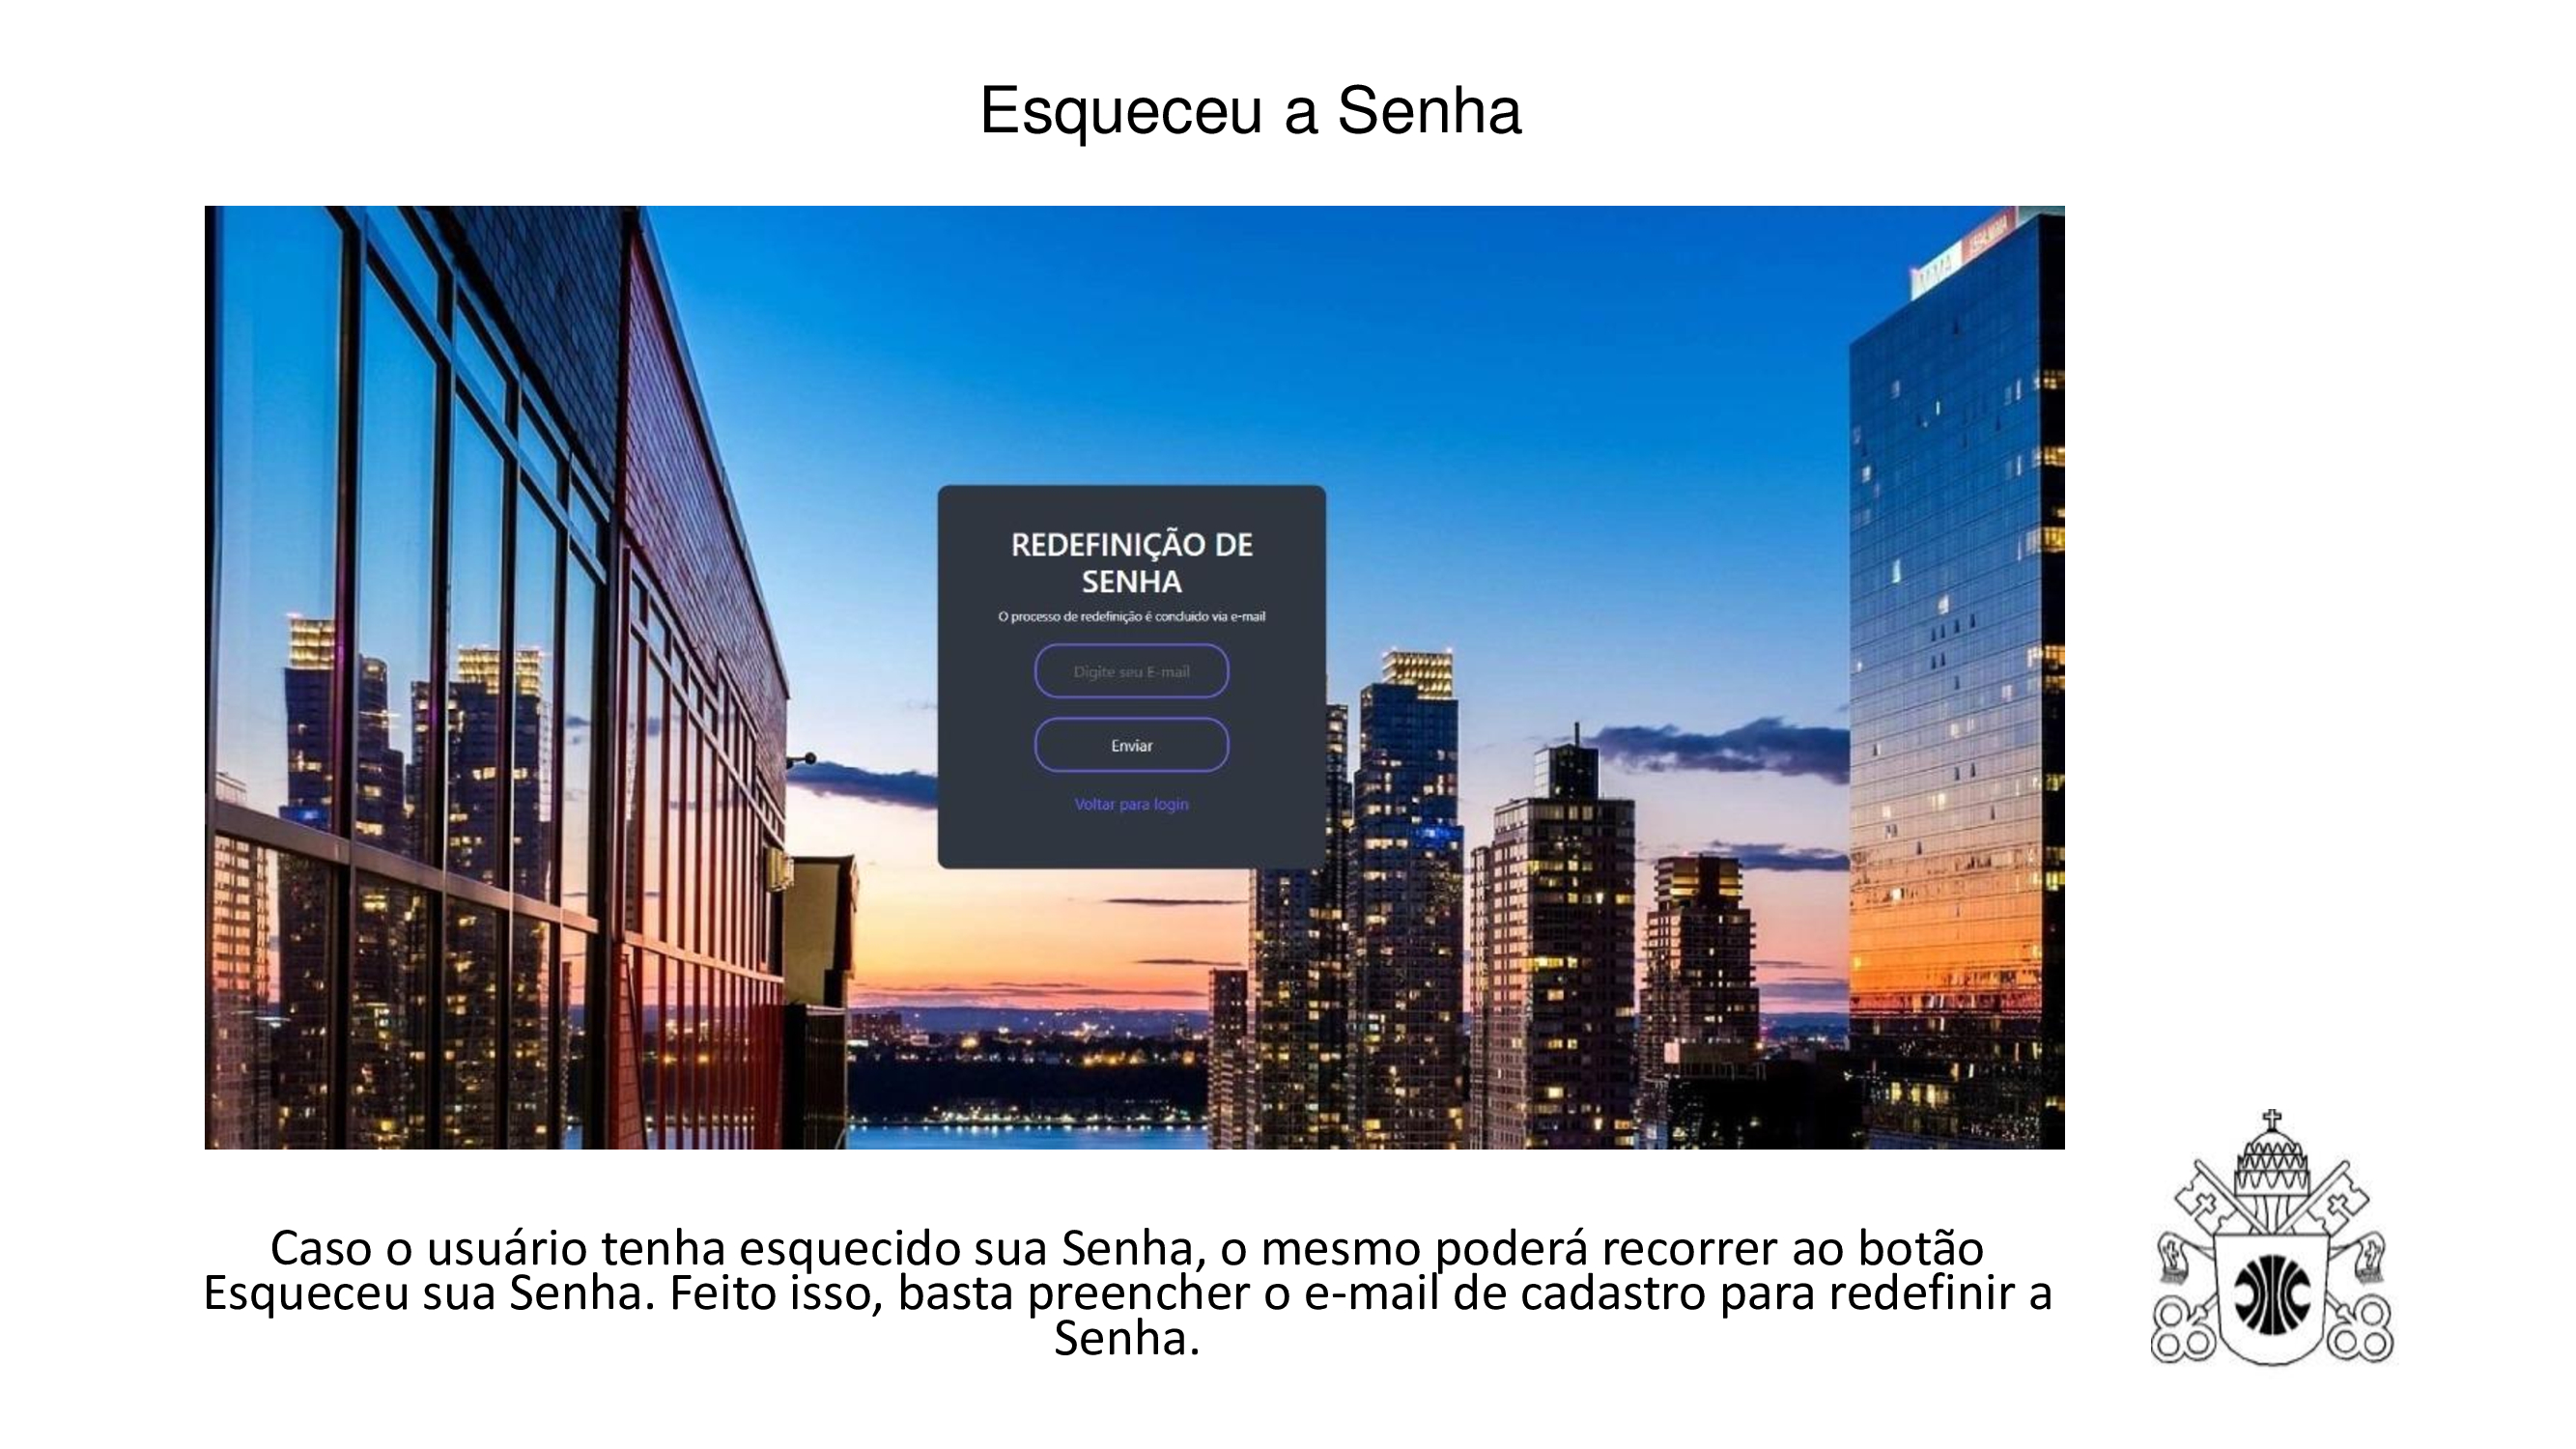 Esqueceu a Senha
REDEFINIÇÃO DE
SENHA
O processo de redefinição é concluído via e-mail
Digite seu E-mail
Enviar
Voltar para login
Caso o usuário tenha esquecido sua Senha, o mesmo poderá recorrer ao botão
Esqueceu sua Senha. Feito isso, basta preencher o e-mail de cadastro para redefinir a
Senha.